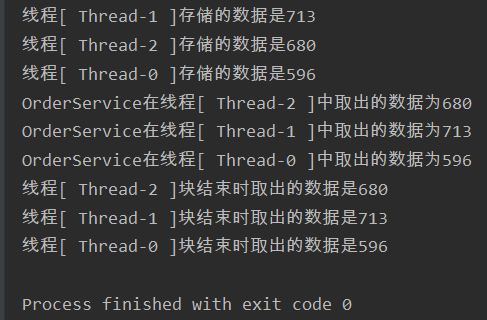 线程[ Thread-1 ]存储的数据是713
线程[ Thread-2 ]存储的数据是680
线程[ Thread-0 ]存储的数据是596
OrderService在线程[ Thread-2 ]中取出的数据为680
OrderService在线程[ Thread-1 ]中取出的数据为713
OrderService在线程[ Thread-0 ]中取出的数据为596
线程[ Thread-2 ]块结束时取出的数据是680
线程[ Thread-1 ]块结束时取出的数据是713
线程[ Thread-0 ]块结束时取出的数据是596
Process finished with exit code 0